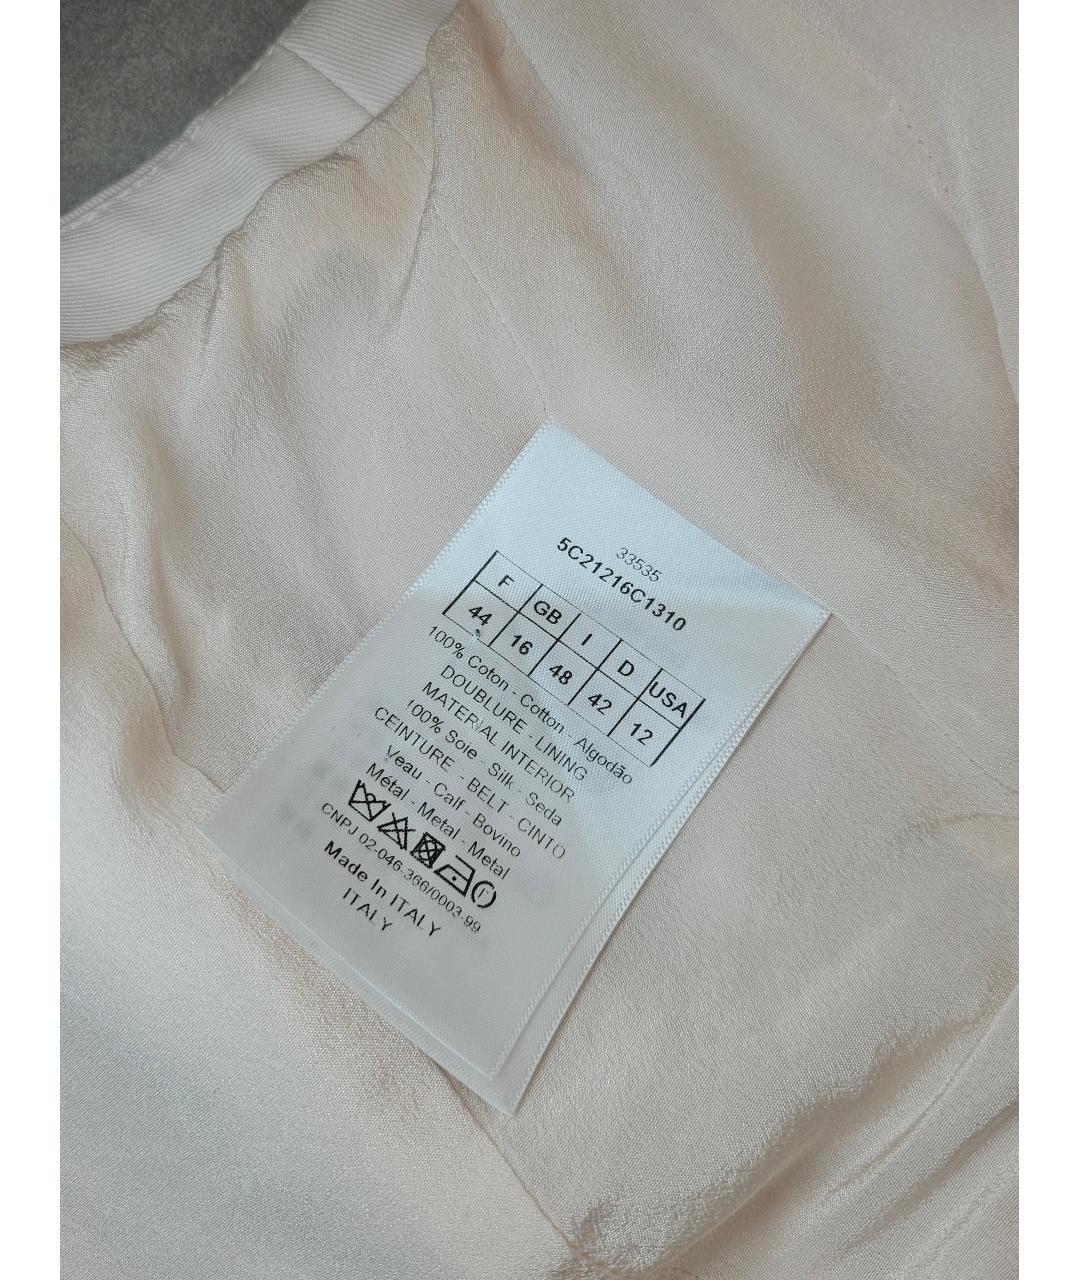 33535
5C21216C1310
F GB I D USA
44 16 48 42 12
100% Coton - Cotton - Algodão
DOUBLURE - LINING
MATERIAL INTERIOR
100% Soie - Silk - Seda
CEINTURE - BELT - CINTO
Veau - Calf - Bovino
Métal - Metal - Metal
CNPJ 02-046-366/0003-99
Made In ITALY
ITALY